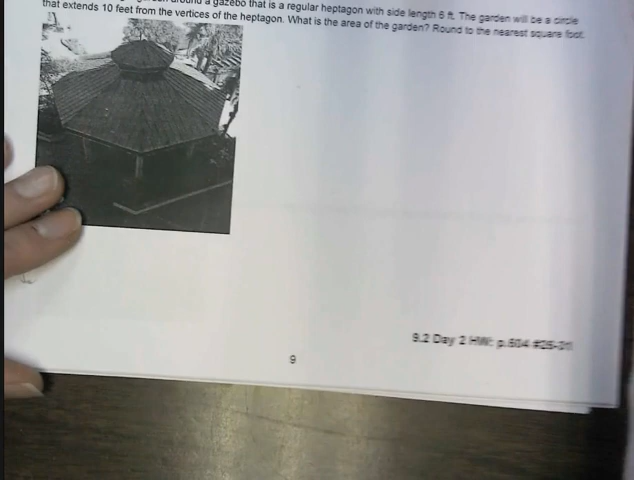 around a gazebo that is a regular heptagon with side length 6 ft. The garden will be a circle
that extends 10 feet from the vertices of the heptagon. What is the area of the garden? Round to the nearest square foot.
9.2 Day 2 HW: p.604 #25-31
9